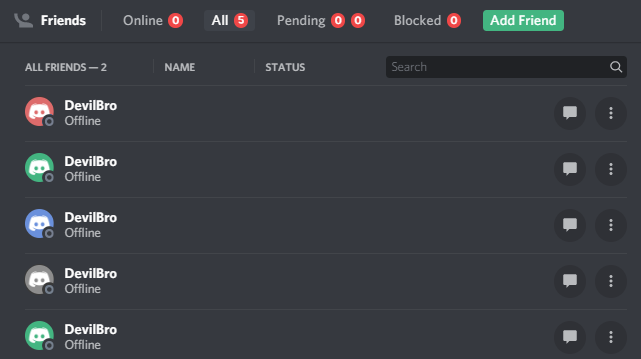 Friends Online 0 All 5 Pending 0 0 Blocked 0 Add Friend
ALL FRIENDS — 2 NAME STATUS Search
DevilBro
Offline
DevilBro
Offline
DevilBro
Offline
DevilBro
Offline
DevilBro
Offline